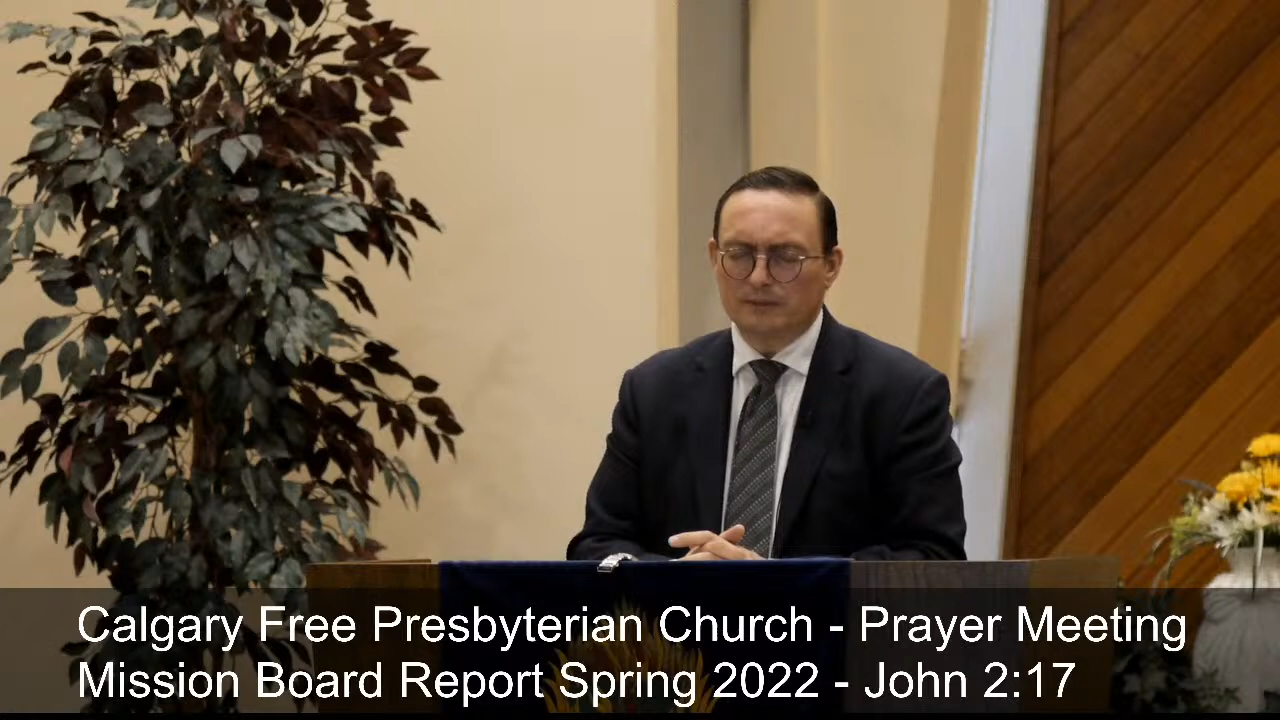 Calgary Free Presbyterian Church - Prayer Meeting
Mission Board Report Spring 2022 - John 2:17